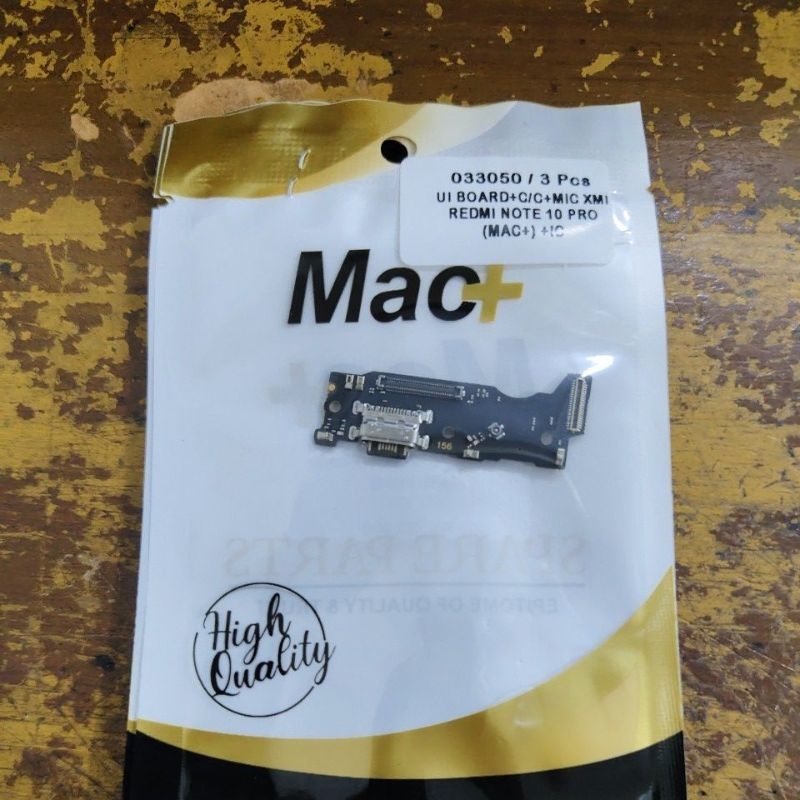 033050 / 3 Pcs
UI BOARD+C/C+MIC XMI
REDMI NOTE 10 PRO
(MAC+) +IC
Mac+
156
SPARE PARTS
EPITOME OF QUALITY & TRUST
High
Quality